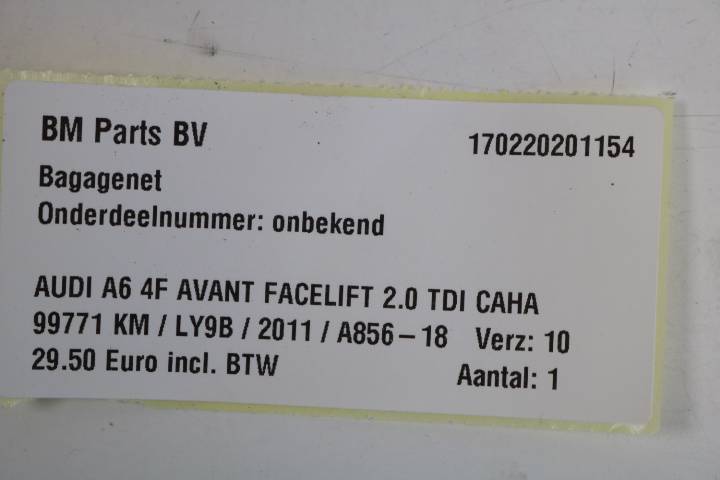 BM Parts BV 170220201154
Bagagenet
Onderdeelnummer: onbekend
AUDI A6 4F AVANT FACELIFT 2.0 TDI CAHA
99771 KM / LY9B / 2011 / A856-18 Verz: 10
29.50 Euro incl. BTW Aantal: 1